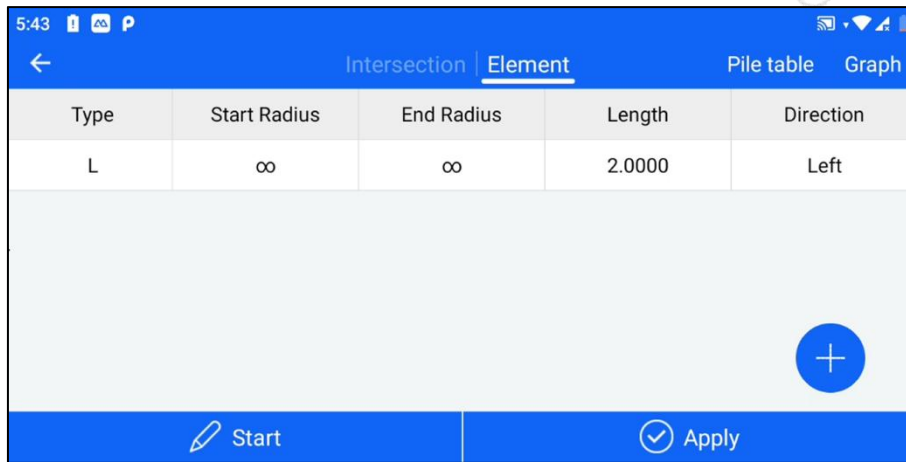 5:43
Intersection Element Pile table Graph
Type Start Radius End Radius Length Direction
L ∞ ∞ 2.0000 Left
Start Apply